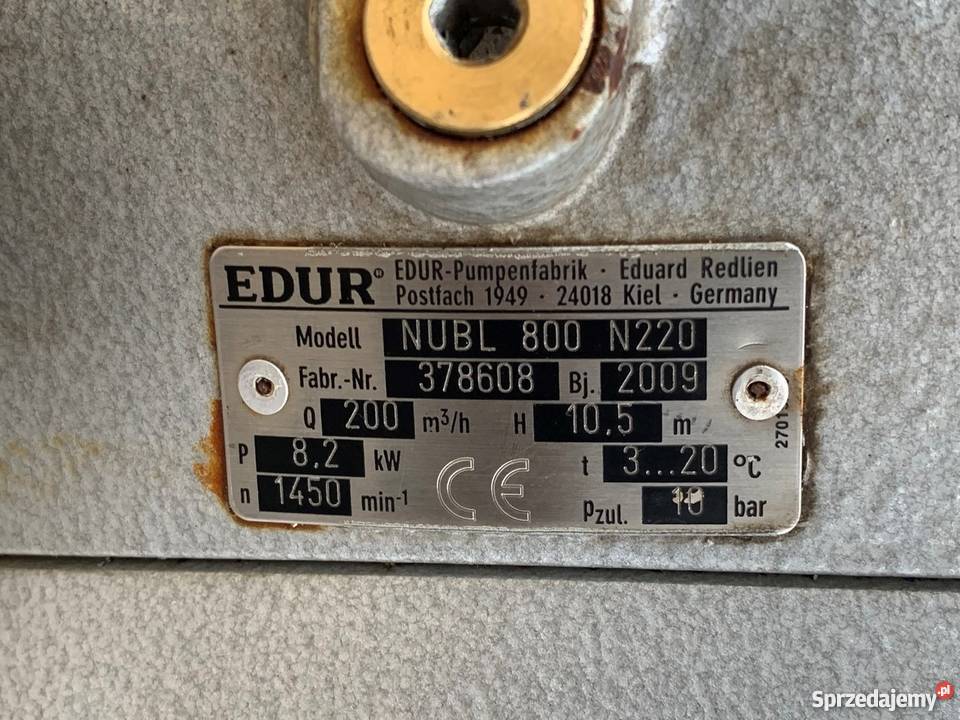 EDUR® EDUR-Pumpenfabrik · Eduard Redlien
Postfach 1949 · 24018 Kiel · Germany
Modell NUBL 800 N220
Fabr.-Nr. 378608 Bj. 2009
Q 200 m³/h H 10,5 m
P 8,2 kW t 3...20 °C
n 1450 min-¹ CE pzul. 10 bar
Sprzedajemy.pl